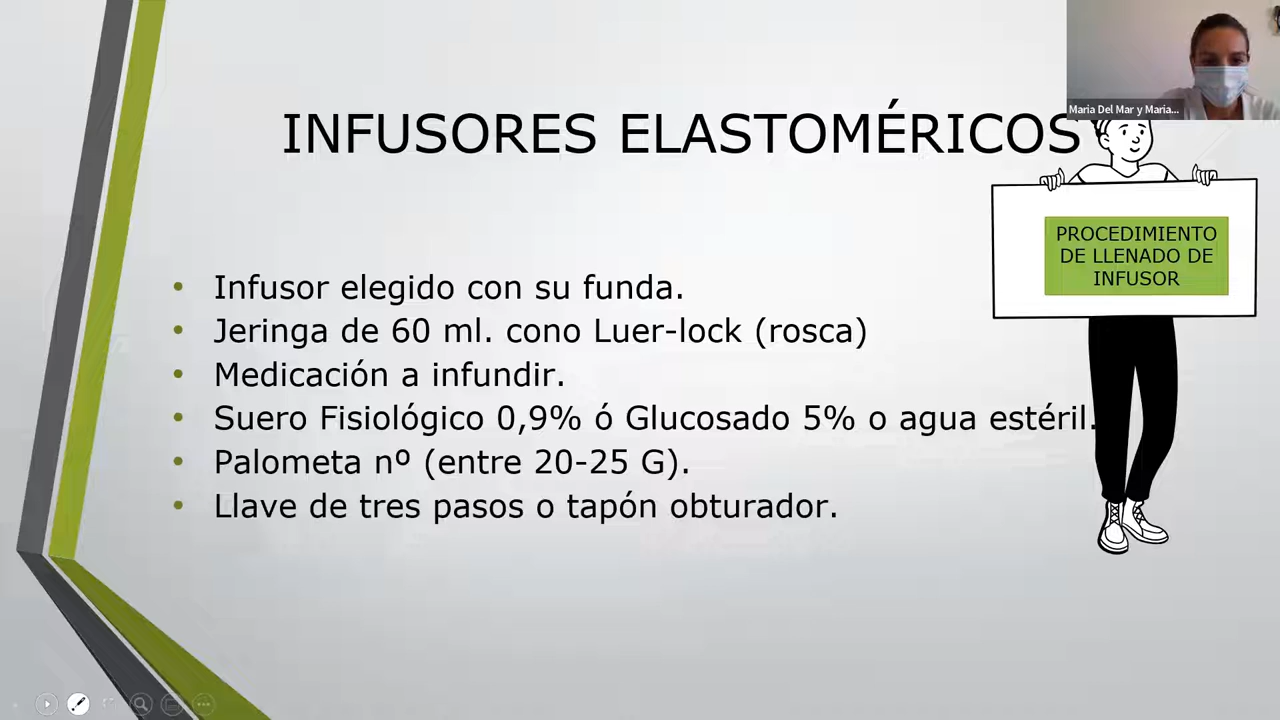 Maria Del Mar y Maria...
INFUSORES ELASTOMÉRICOS
PROCEDIMIENTO
DE LLENADO DE
INFUSOR
• Infusor elegido con su funda.
• Jeringa de 60 ml. cono Luer-lock (rosca)
• Medicación a infundir.
• Suero Fisiológico 0,9% ó Glucosado 5% o agua estéril.
• Palometa nº (entre 20-25 G).
• Llave de tres pasos o tapón obturador.